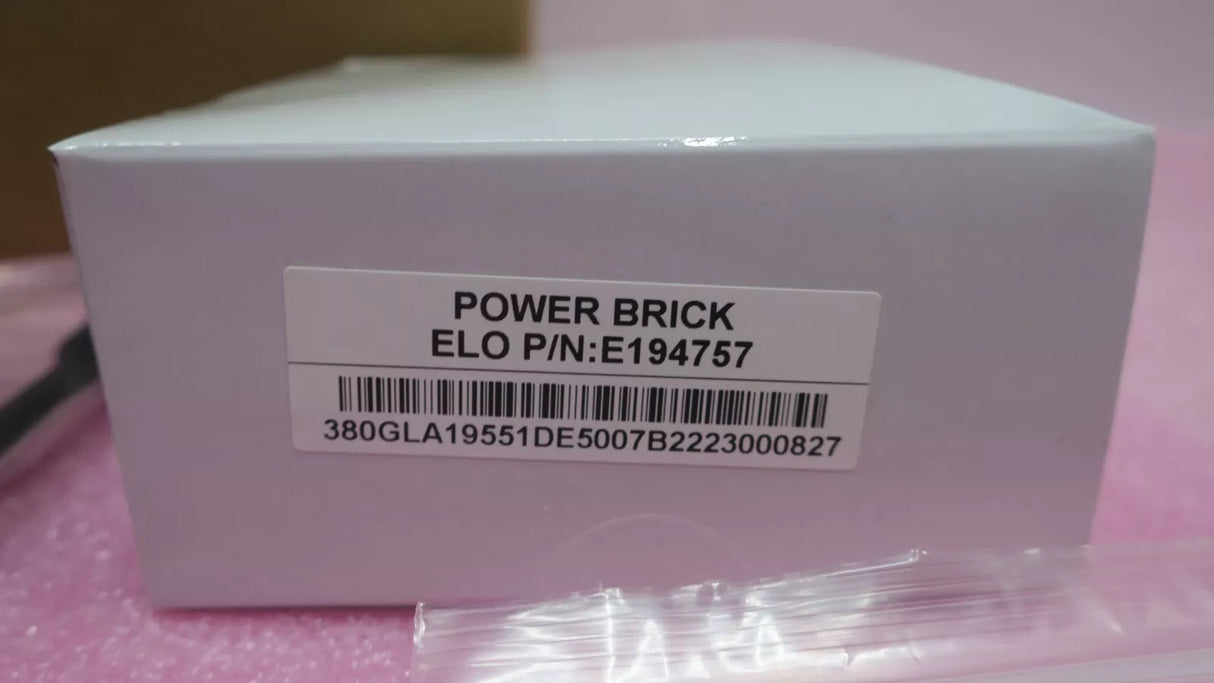 POWER BRICK
ELO P/N:E194757
380GLA19551DE5007B2223000827